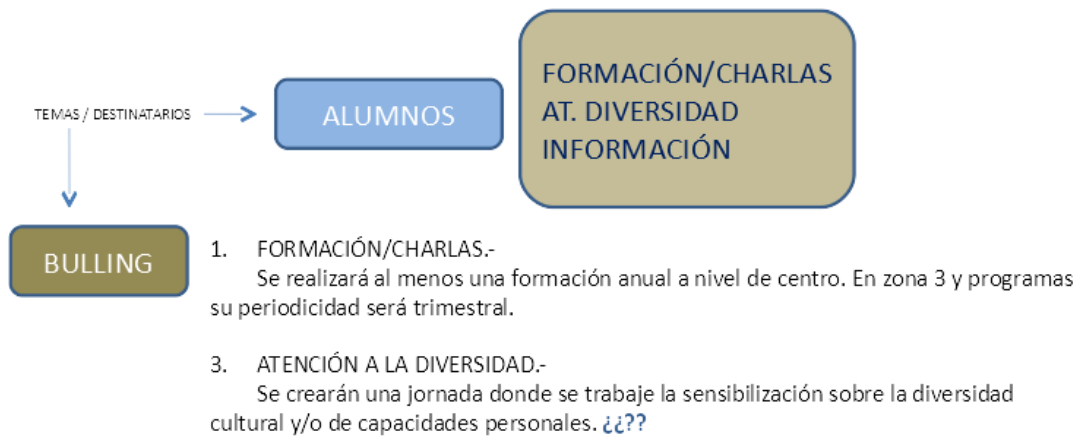 FORMACIÓN/CHARLAS
AT. DIVERSIDAD
INFORMACIÓN
TEMAS / DESTINATARIOS
ALUMNOS
BULLING
1. FORMACIÓN/CHARLAS.-
Se realizará al menos una formación anual a nivel de centro. En zona 3 y programas
su periodicidad será trimestral.
3. ATENCIÓN A LA DIVERSIDAD.-
Se crearán una jornada donde se trabaje la sensibilización sobre la diversidad
cultural y/o de capacidades personales. ¿¿??